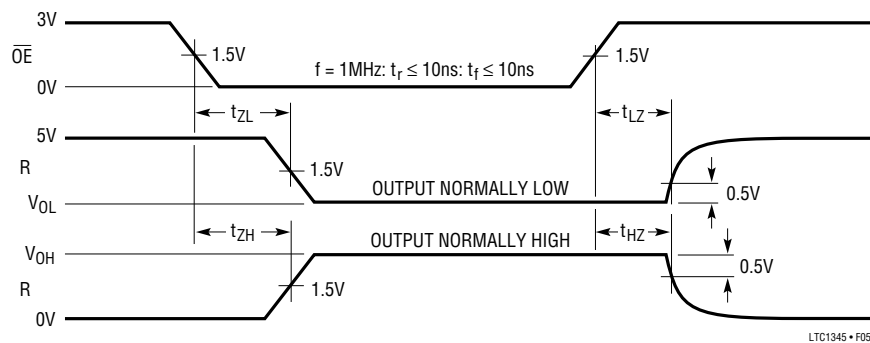 3V
O̅E̅
1.5V
f = 1MHz: tr ≤ 10ns: tf ≤ 10ns
1.5V
0V
tZL
tLZ
5V
R
1.5V
OUTPUT NORMALLY LOW
0.5V
VOL
tZH
OUTPUT NORMALLY HIGH
tHZ
VOH
0.5V
R
1.5V
0V
LTC1345 • F05